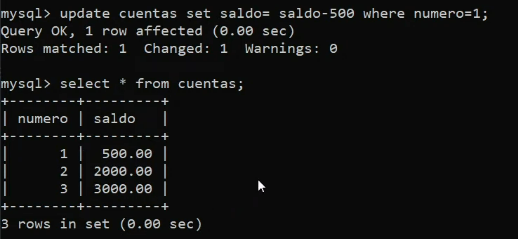 mysql> update cuentas set saldo= saldo-500 where numero=1;
Query OK, 1 row affected (0.00 sec)
Rows matched: 1  Changed: 1  Warnings: 0

mysql> select * from cuentas;
+--------+---------+
| numero | saldo   |
+--------+---------+
|      1 |  500.00 |
|      2 | 2000.00 |
|      3 | 3000.00 |
+--------+---------+
3 rows in set (0.00 sec)